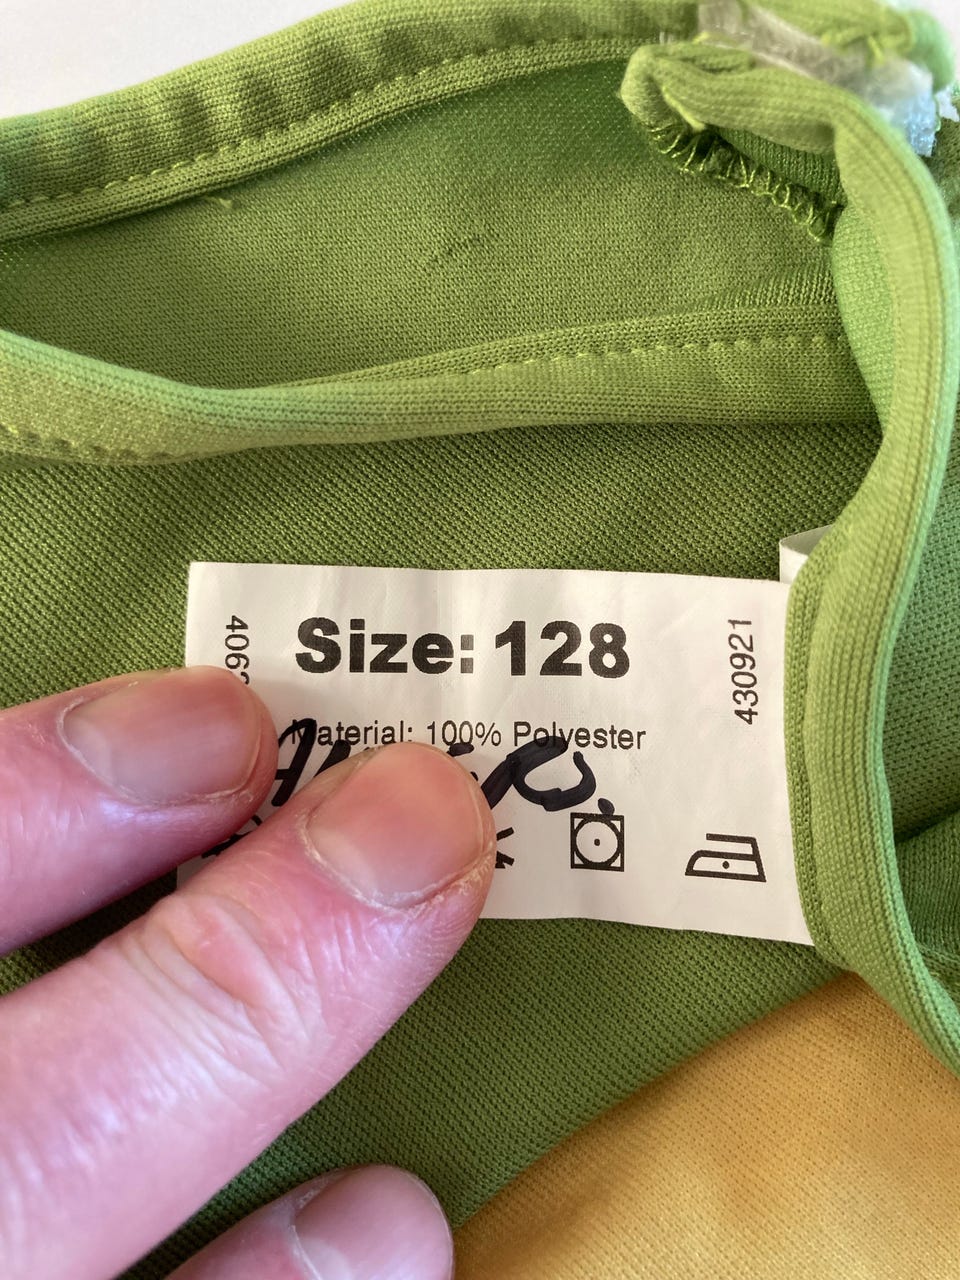 Size: 128
Material: 100% Polyester
430921